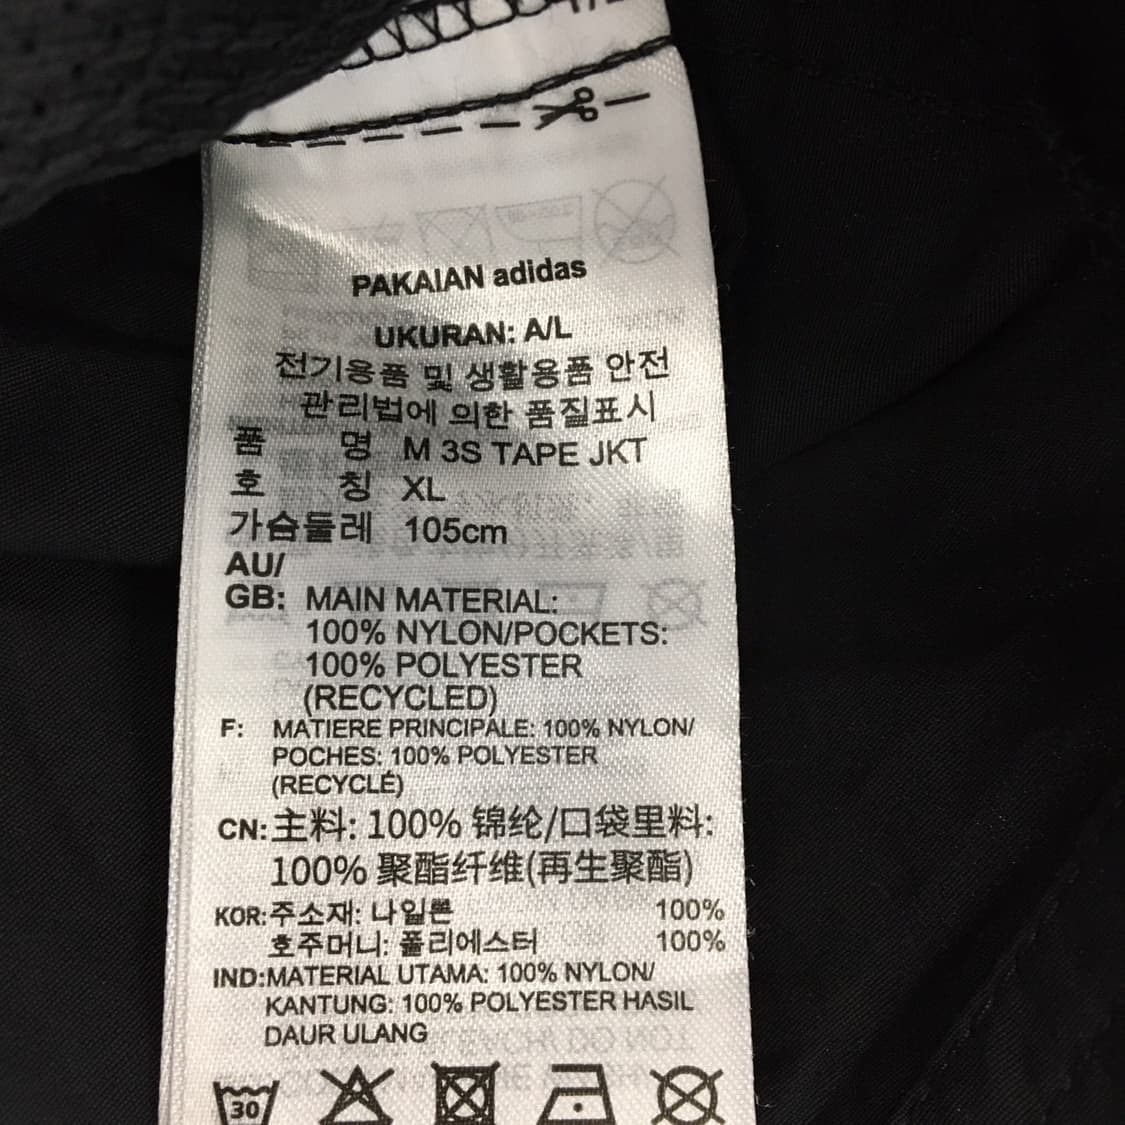 PAKAIAN adidas
UKURAN: A/L
전기용품 및 생활용품 안전
관리법에 의한 품질표시
품 명 M 3S TAPE JKT
호 칭 XL
가슴둘레 105cm
AU/
GB: MAIN MATERIAL:
100% NYLON/POCKETS:
100% POLYESTER
(RECYCLED)
F: MATIERE PRINCIPALE: 100% NYLON/
POCHES: 100% POLYESTER
(RECYCLÉ)
CN: 主料: 100% 锦纶/口袋里料:
100% 聚酯纤维(再生聚酯)
KOR: 주소재: 나일론 100%
호주머니: 폴리에스터 100%
IND: MATERIAL UTAMA: 100% NYLON/
KANTUNG: 100% POLYESTER HASIL
DAUR ULANG
30